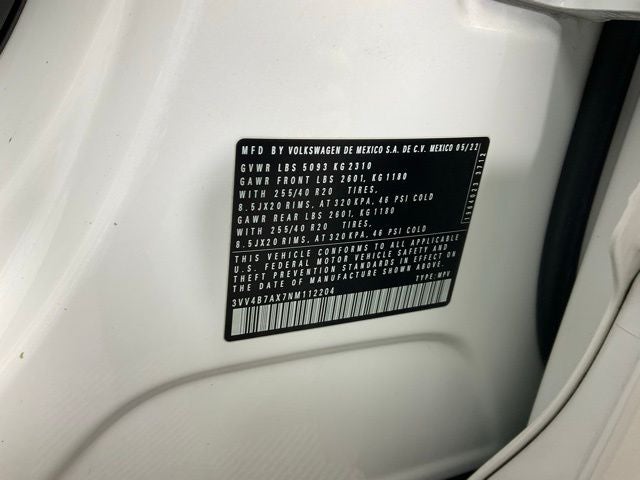 MFD BY VOLKSWAGEN DE MEXICO S.A. DE C.V. MEXICO 05/22
GVWR LBS 5093 KG 2310
GAWR FRONT LBS 2601, KG 1180
WITH 255/40 R20 TIRES.
8.5JX20 RIMS, AT 320 KPA, 46 PSI COLD
GAWR REAR LBS 2601, KG 1180
WITH 255/40 R20 TIRES.
8.5JX20 RIMS, AT 320 KPA, 46 PSI COLD
THIS VEHICLE CONFORMS TO ALL APPLICABLE
U.S. FEDERAL MOTOR VEHICLE SAFETY AND
THEFT PREVENTION STANDARDS IN EFFECT ON
THE DATE OF MANUFACTURE SHOWN ABOVE.
TYPE: MPV
3VV4B7AX7NM112204
3712